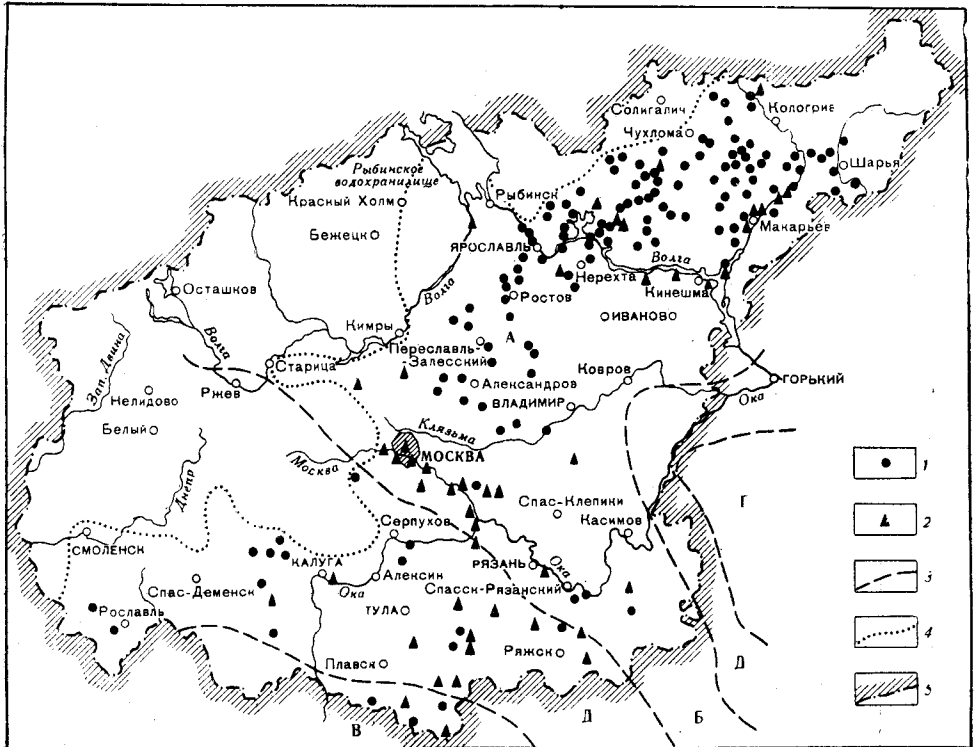 Солигалич
Кологрив
Чухлома
Шарья
Рыбинское
водохранилище
Рыбинск
Красный Холм
Бежецк
Макарьев
ЯРОСЛАВЛЬ
Волга
Нерехта
Кинешма
Волга
Осташков
Ростов
ИВАНОВО
А
Кимры
Волга
Зап. Двина
Переславль-
Залесский
Старица
Ковров
ГОРЬКИЙ
Александров
Ржев
Нелидово
ВЛАДИМИР
Ока
Белый
Клязьма
МОСКВА
Москва
1
Днепр
Г
Спас-Клепики
2
Касимов
Серпухов
СМОЛЕНСК
КАЛУГА
РЯЗАНЬ
Ока
3
Спас-Деменск
Ока
Алексин
Спасск-Рязанский
Рославль
ТУЛА
4
Плавск
Ряжск
Д
5
В
Д
Б